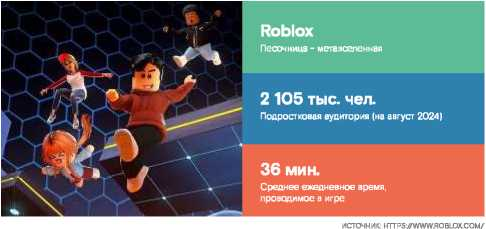 Roblox
Песочница – метавселенная
2 105 тыс. чел.
Подростковая аудитория (на август 2024)
36 мин.
Среднее ежедневное время,
проводимое в игре
ИСТОЧНИК: HTTPS://WWW.ROBLOX.COM/